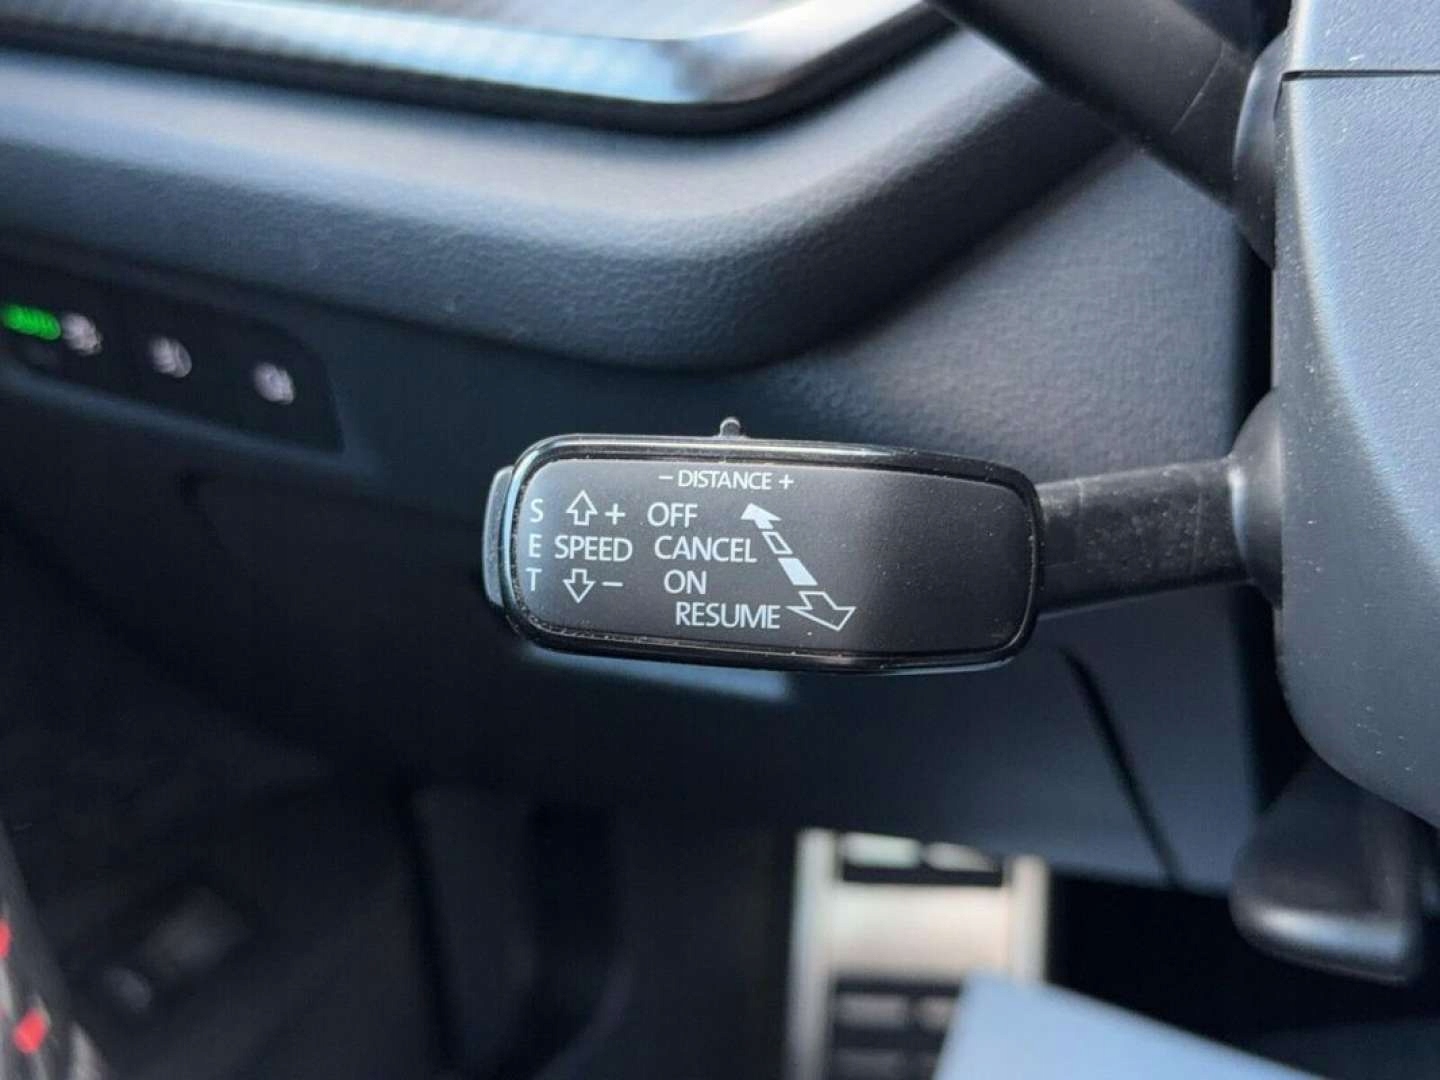 − DISTANCE +
S + OFF
E SPEED CANCEL
T − ON
RESUME